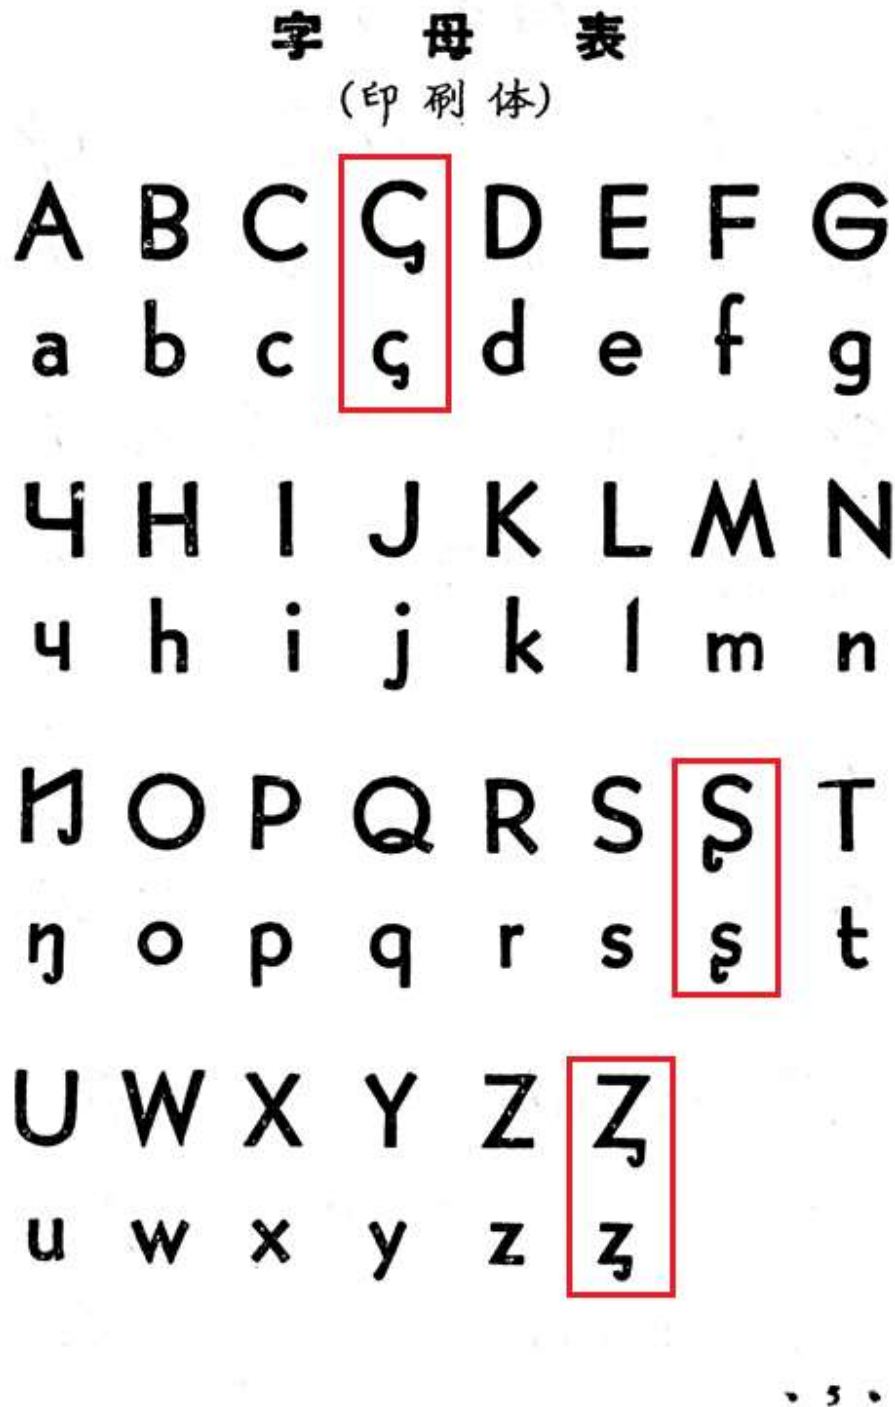 字母表
(印刷体)
A B C Ꞔ D E F G
a b c ꞔ d e f g
Ч H I J K L M N
ч h i j k l m n
Ŋ O P Q R S Ʂ T
ŋ o p q r s ʂ t
U W X Y Z Ɀ
u w x y z ɀ
• 5 •